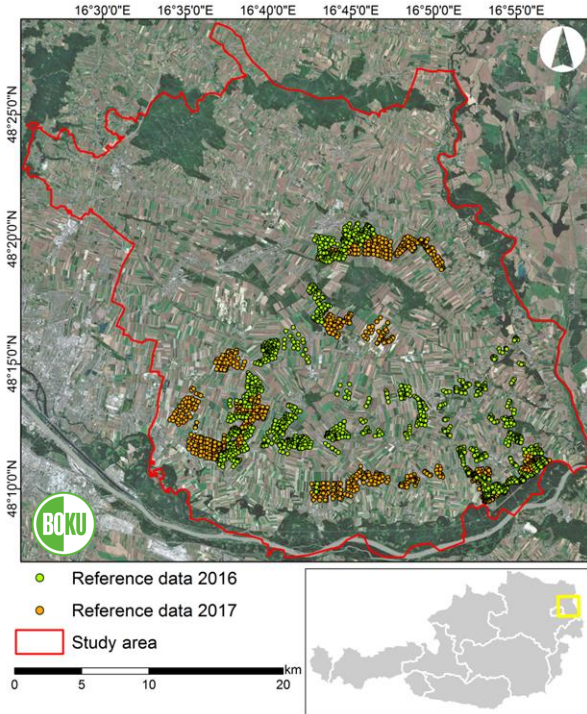 16°30'0"E 16°35'0"E 16°40'0"E 16°45'0"E 16°50'0"E 16°55'0"E
48°25'0"N
48°20'0"N
48°15'0"N
48°10'0"N
BOKU
Reference data 2016
Reference data 2017
Study area
km
0 5 10 20